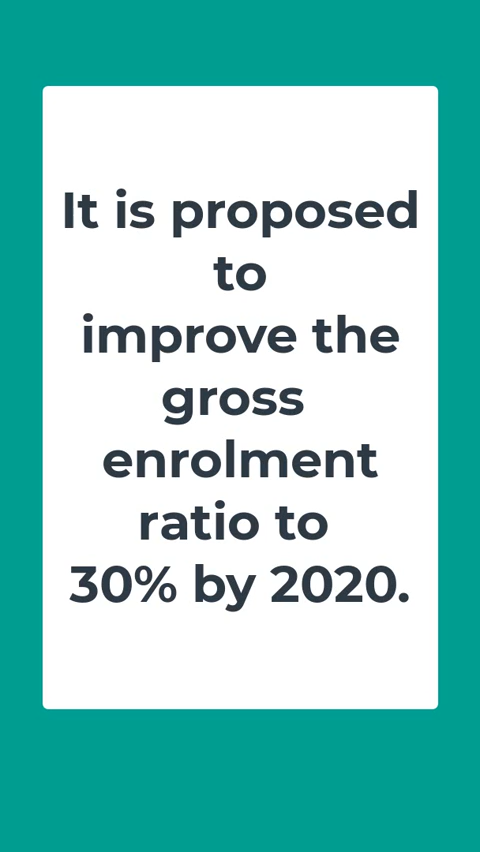 It is proposed
to
improve the
gross
enrolment
ratio to
30% by 2020.